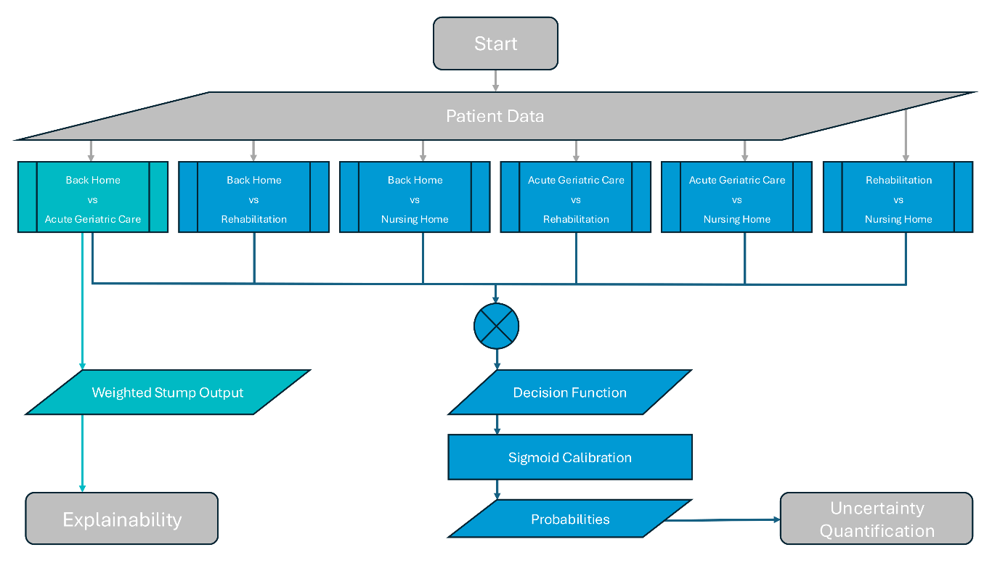 Start
Patient Data
Back Home
vs
Acute Geriatric Care
Back Home
vs
Rehabilitation
Back Home
vs
Nursing Home
Acute Geriatric Care
vs
Rehabilitation
Acute Geriatric Care
vs
Nursing Home
Rehabilitation
vs
Nursing Home
Weighted Stump Output
Decision Function
Sigmoid Calibration
Explainability
Probabilities
Uncertainty
Quantification